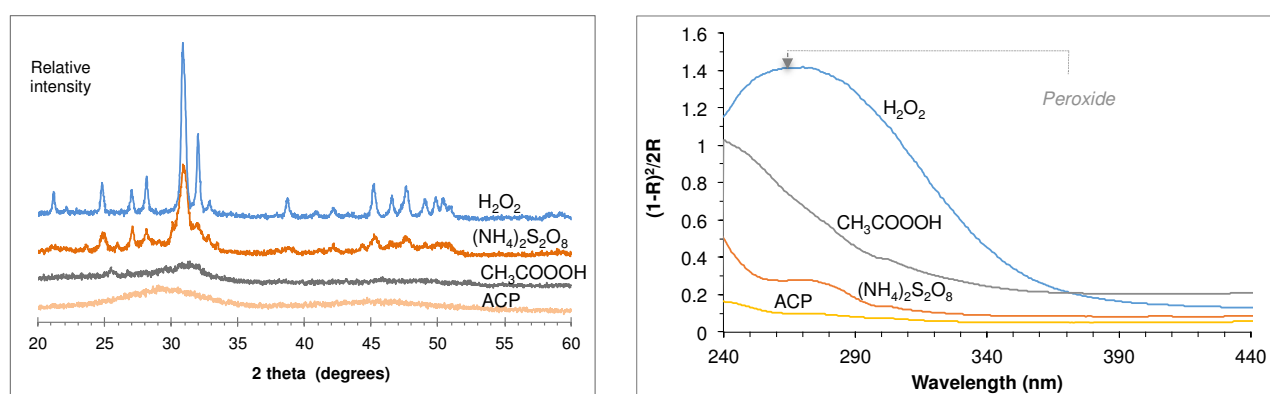 Relative
intensity
H₂O₂
(NH₄)₂S₂O₈
CH₃COOOH
ACP
20 25 30 35 40 45 50 55 60
2 theta (degrees)
1.6
1.4
1.2
1
0.8
0.6
0.4
0.2
0
(1-R)²/2R
Peroxide
H₂O₂
CH₃COOOH
(NH₄)₂S₂O₈
ACP
240 290 340 390 440
Wavelength (nm)